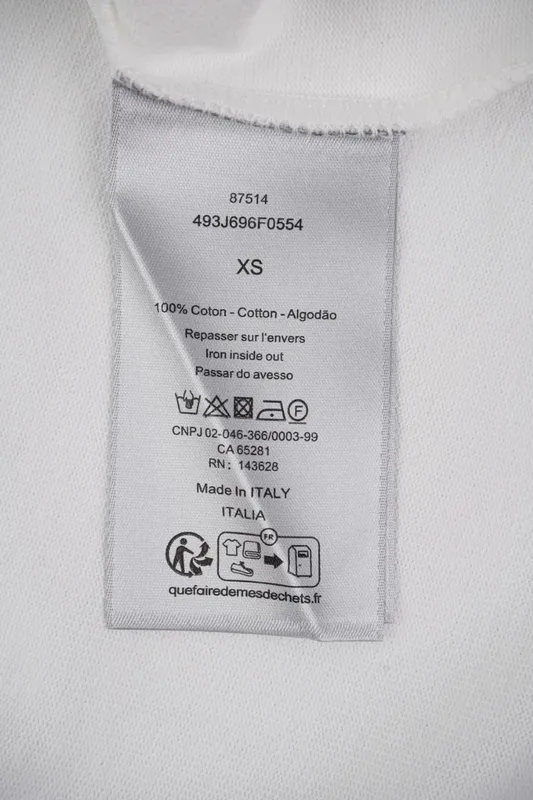 87514
493J696F0554
XS
100% Coton - Cotton - Algodão
Repasser sur l'envers
Iron inside out
Passar do avesso
F
CNPJ 02-046-366/0003-99
CA 65281
RN : 143628
Made In ITALY
ITALIA
FR
quefairedemesdechets.fr